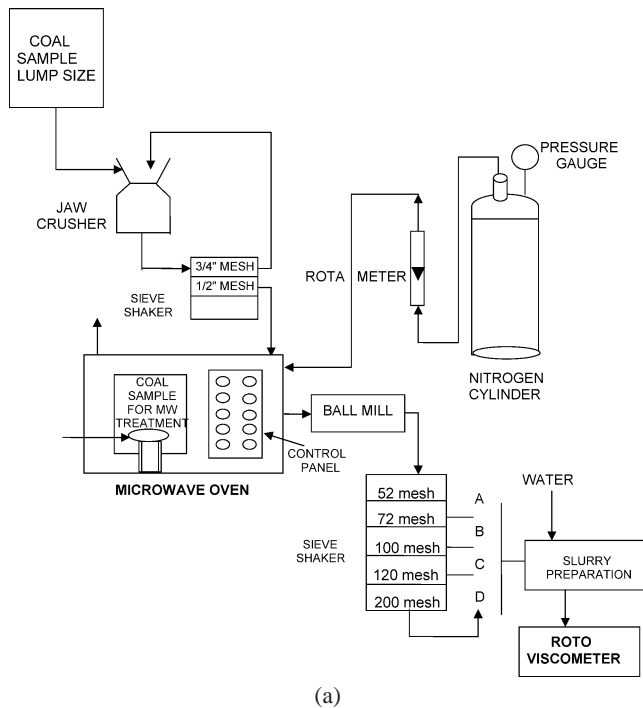 COAL
SAMPLE
LUMP SIZE
PRESSURE
GAUGE
JAW
CRUSHER
3/4" MESH
1/2" MESH
SIEVE
SHAKER
ROTA METER
NITROGEN
CYLINDER
COAL
SAMPLE
FOR MW
TREATMENT
CONTROL
PANEL
MICROWAVE OVEN
BALL MILL
SIEVE
SHAKER
52 mesh
72 mesh
100 mesh
120 mesh
200 mesh
A
B
C
D
WATER
SLURRY
PREPARATION
ROTO
VISCOMETER
(a)